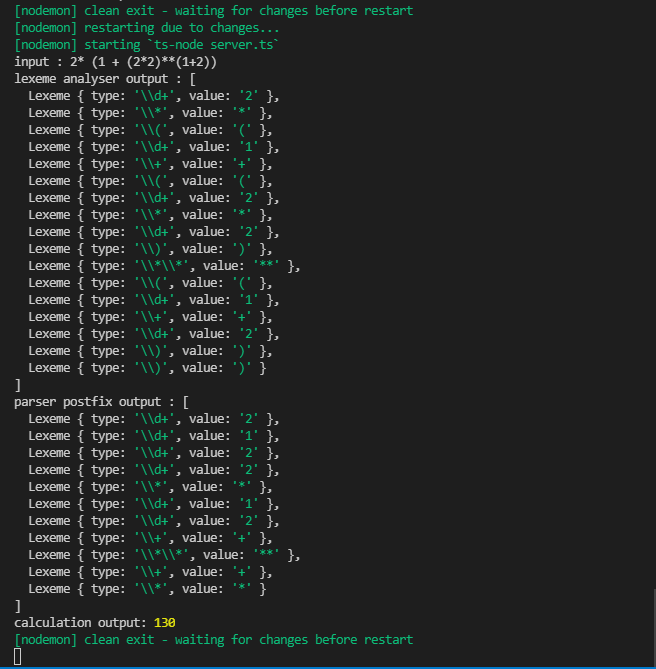 [nodemon] clean exit - waiting for changes before restart
[nodemon] restarting due to changes...
[nodemon] starting `ts-node server.ts`
input : 2* (1 + (2*2)**(1+2))
lexeme analyser output : [
  Lexeme { type: '\\d+', value: '2' },
  Lexeme { type: '\\*', value: '*' },
  Lexeme { type: '\\(', value: '(' },
  Lexeme { type: '\\d+', value: '1' },
  Lexeme { type: '\\+', value: '+' },
  Lexeme { type: '\\(', value: '(' },
  Lexeme { type: '\\d+', value: '2' },
  Lexeme { type: '\\*', value: '*' },
  Lexeme { type: '\\d+', value: '2' },
  Lexeme { type: '\\)', value: ')' },
  Lexeme { type: '\\*\\*', value: '**' },
  Lexeme { type: '\\(', value: '(' },
  Lexeme { type: '\\d+', value: '1' },
  Lexeme { type: '\\+', value: '+' },
  Lexeme { type: '\\d+', value: '2' },
  Lexeme { type: '\\)', value: ')' },
  Lexeme { type: '\\)', value: ')' }
]
parser postfix output : [
  Lexeme { type: '\\d+', value: '2' },
  Lexeme { type: '\\d+', value: '1' },
  Lexeme { type: '\\d+', value: '2' },
  Lexeme { type: '\\d+', value: '2' },
  Lexeme { type: '\\*', value: '*' },
  Lexeme { type: '\\d+', value: '1' },
  Lexeme { type: '\\d+', value: '2' },
  Lexeme { type: '\\+', value: '+' },
  Lexeme { type: '\\*\\*', value: '**' },
  Lexeme { type: '\\+', value: '+' },
  Lexeme { type: '\\*', value: '*' }
]
calculation output: 130
[nodemon] clean exit - waiting for changes before restart